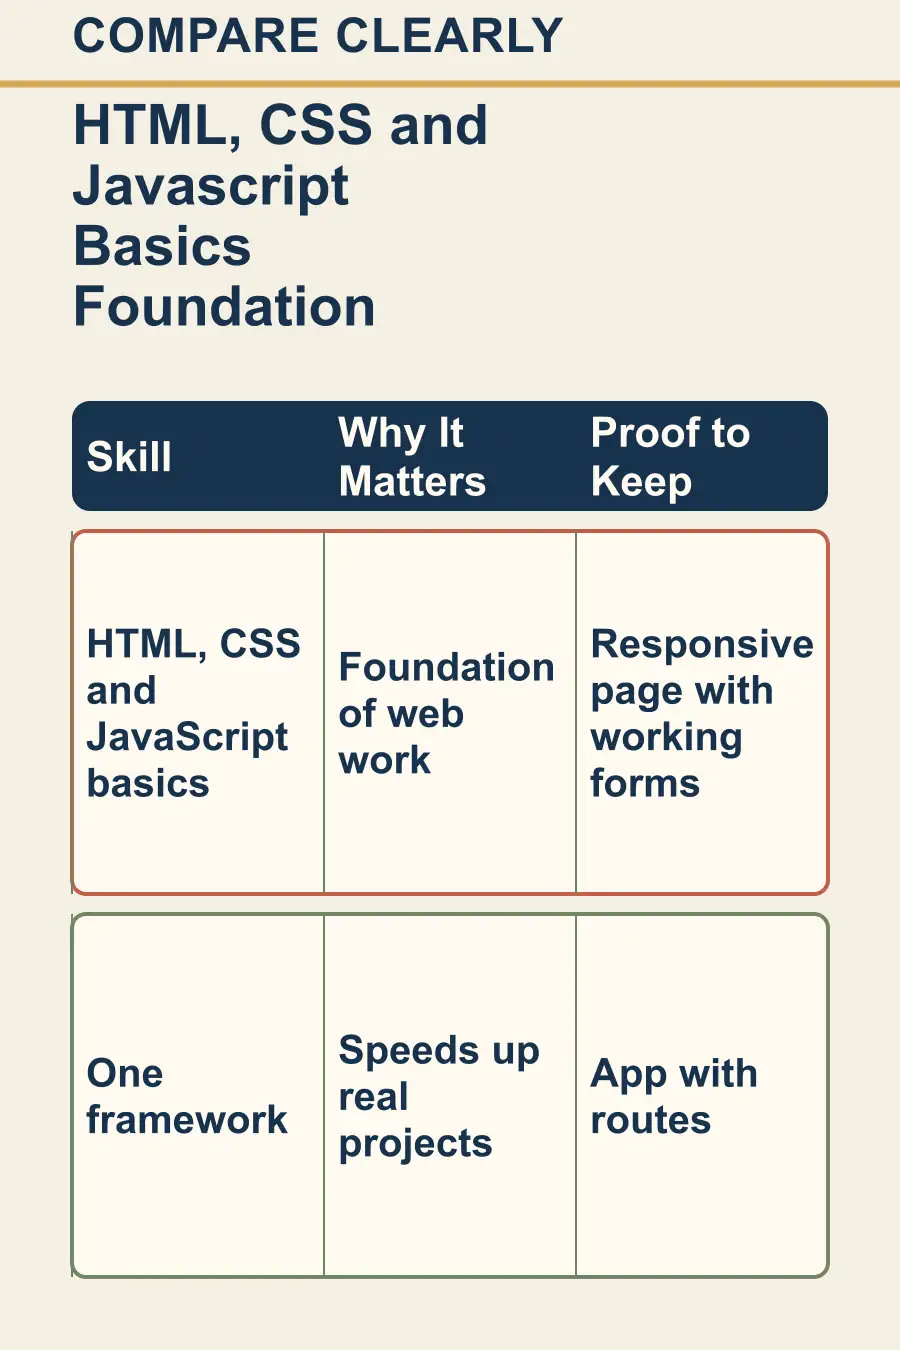 COMPARE CLEARLY
HTML, CSS and
Javascript
Basics
Foundation
Skill
Why It
Matters
Proof to
Keep
HTML, CSS
and
JavaScript
basics
Foundation
of web
work
Responsive
page with
working
forms
One
framework
Speeds up
real
projects
App with
routes